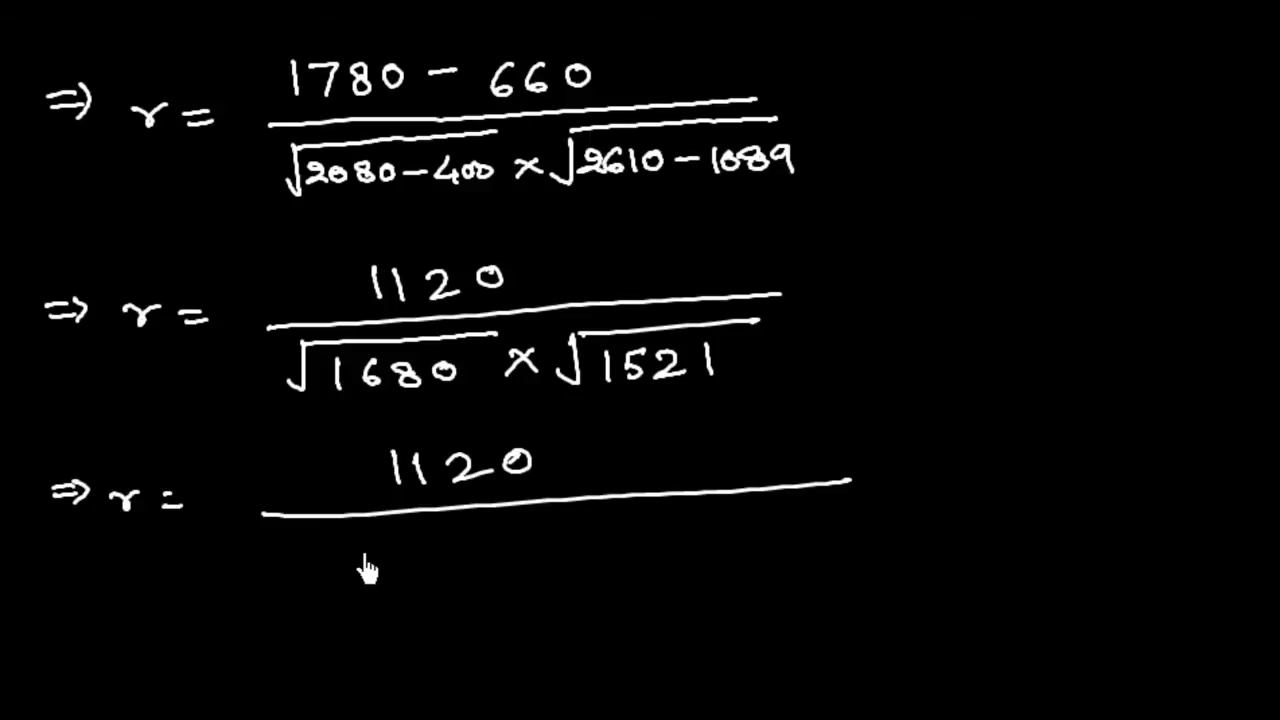 ⇒ r = 1780 - 660
√2080-400 × √2610-1089
⇒ r = 1120
√1680 × √1521
⇒ r = 1120